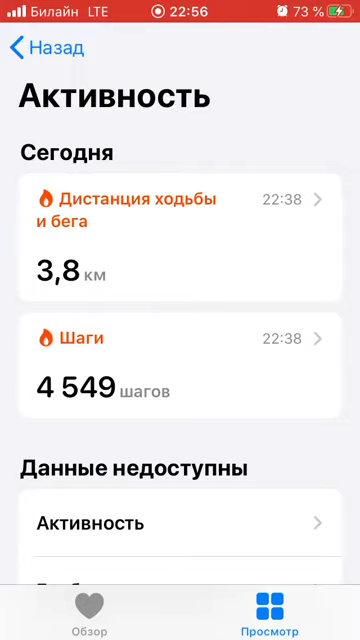 Билайн LTE 22:56 73 %
Назад
Активность
Сегодня
Дистанция ходьбы 22:38
и бега
3,8 км
Шаги 22:38
4 549 шагов
Данные недоступны
Активность
Обзор Просмотр